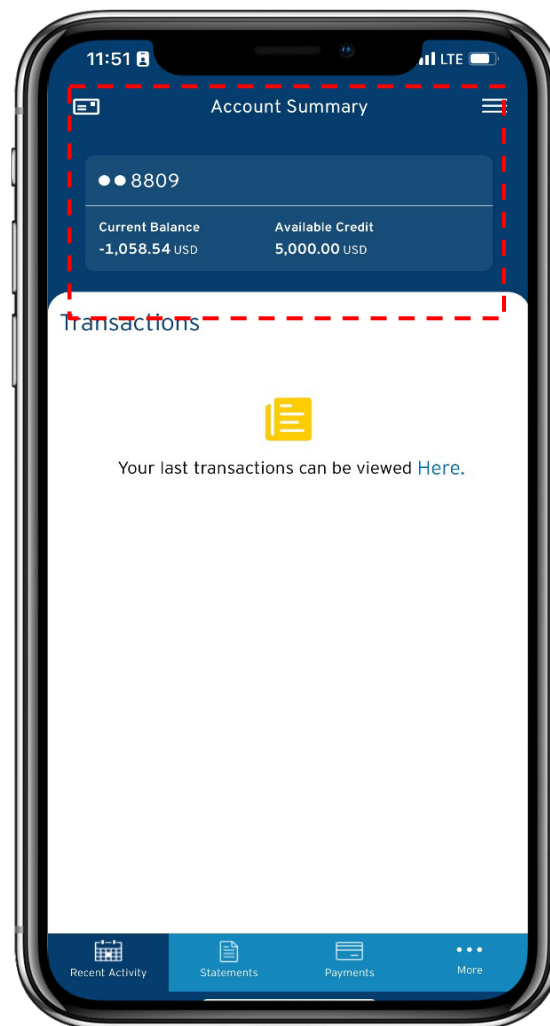 11:51 LTE
Account Summary
●● 8809
Current Balance Available Credit
-1,058.54 USD 5,000.00 USD
Transactions
Your last transactions can be viewed Here.
Recent Activity Statements Payments More